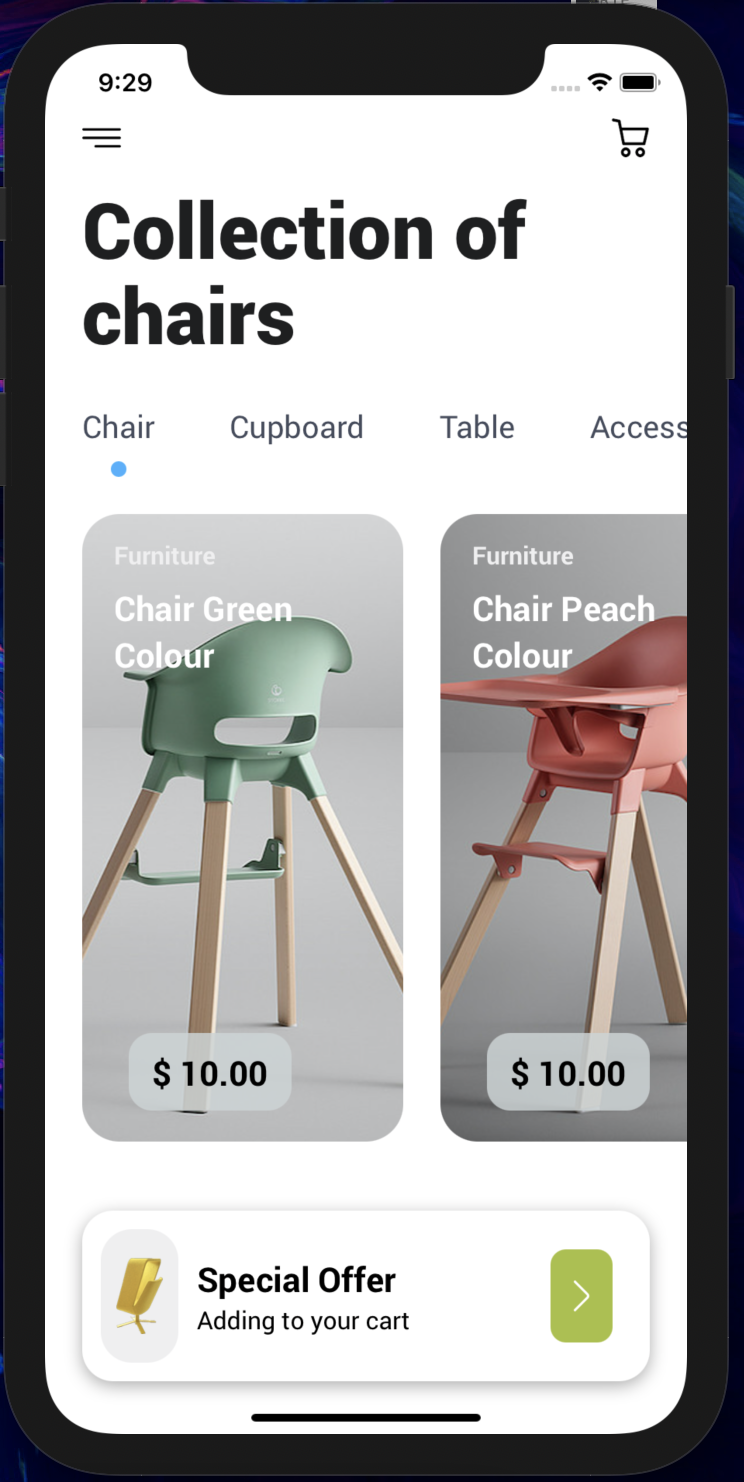 9:29
Collection of
chairs
Chair Cupboard Table Access
Furniture
Chair Green
Colour
$ 10.00
Furniture
Chair Peach
Colour
$ 10.00
Special Offer
Adding to your cart